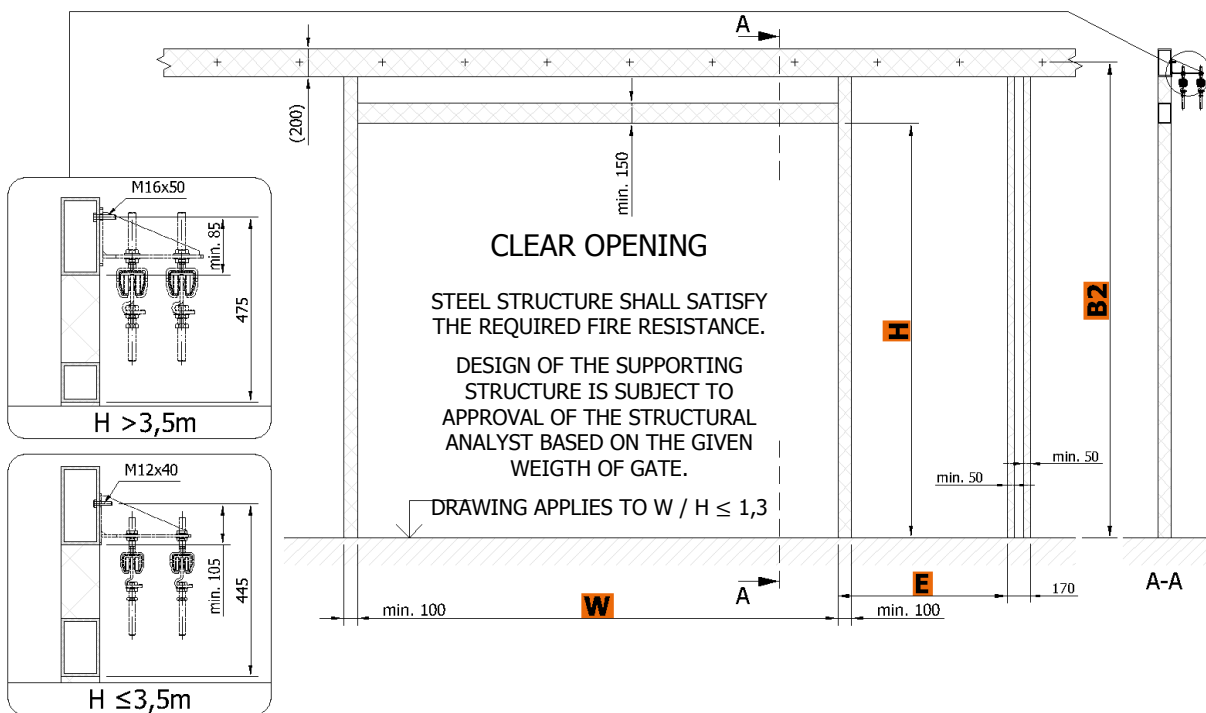 A
(200)
min. 150
M16x50
min. 85
475
H >3,5m
M12x40
min. 105
445
H ≤3,5m
CLEAR OPENING
STEEL STRUCTURE SHALL SATISFY
THE REQUIRED FIRE RESISTANCE.
DESIGN OF THE SUPPORTING
STRUCTURE IS SUBJECT TO
APPROVAL OF THE STRUCTURAL
ANALYST BASED ON THE GIVEN
WEIGTH OF GATE.
DRAWING APPLIES TO W / H ≤ 1,3
H
B2
min. 50
min. 50
A
A-A
min. 100
W
E
min. 100
170